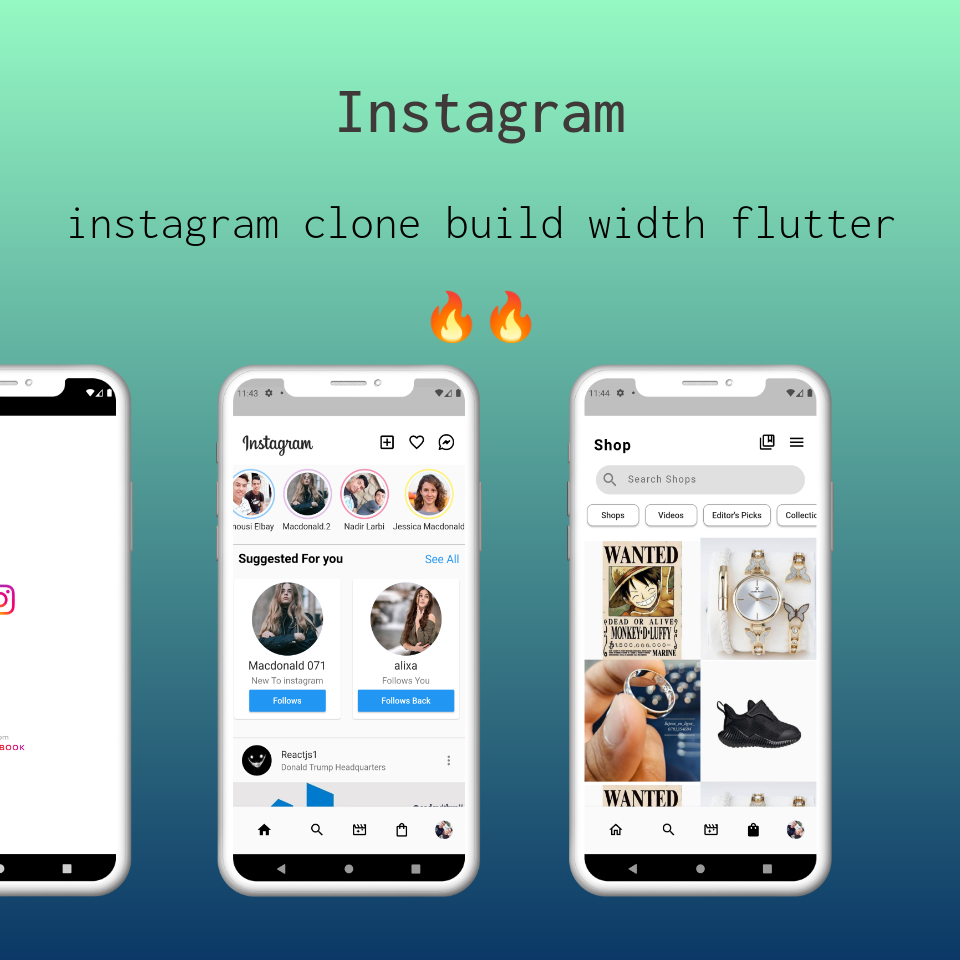 Instagram
instagram clone build width flutter
🔥🔥
om
BOOK
11:43
Instagram
nousi Elbay
Macdonald.2
Nadir Larbi
Jessica Macdonald
Suggested For you
See All
Macdonald 071
New To instagram
Follows
alixa
Follows You
Follows Back
Reactjs1
Donald Trump Headquarters
11:44
Shop
Search Shops
Shops
Videos
Editor's Picks
Collectio
WANTED
DEAD OR ALIVE
MONKEY·D·LUFFY
MARINE
WANTED